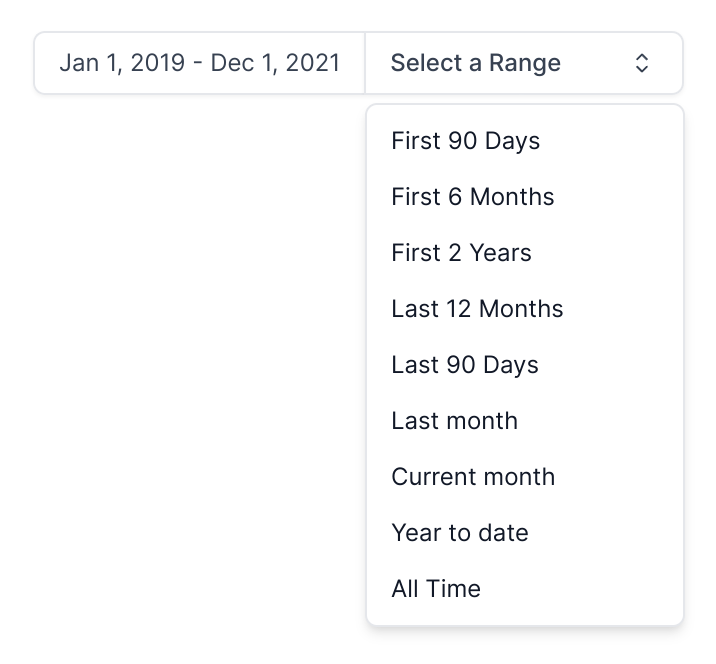 Jan 1, 2019 - Dec 1, 2021 Select a Range
First 90 Days
First 6 Months
First 2 Years
Last 12 Months
Last 90 Days
Last month
Current month
Year to date
All Time